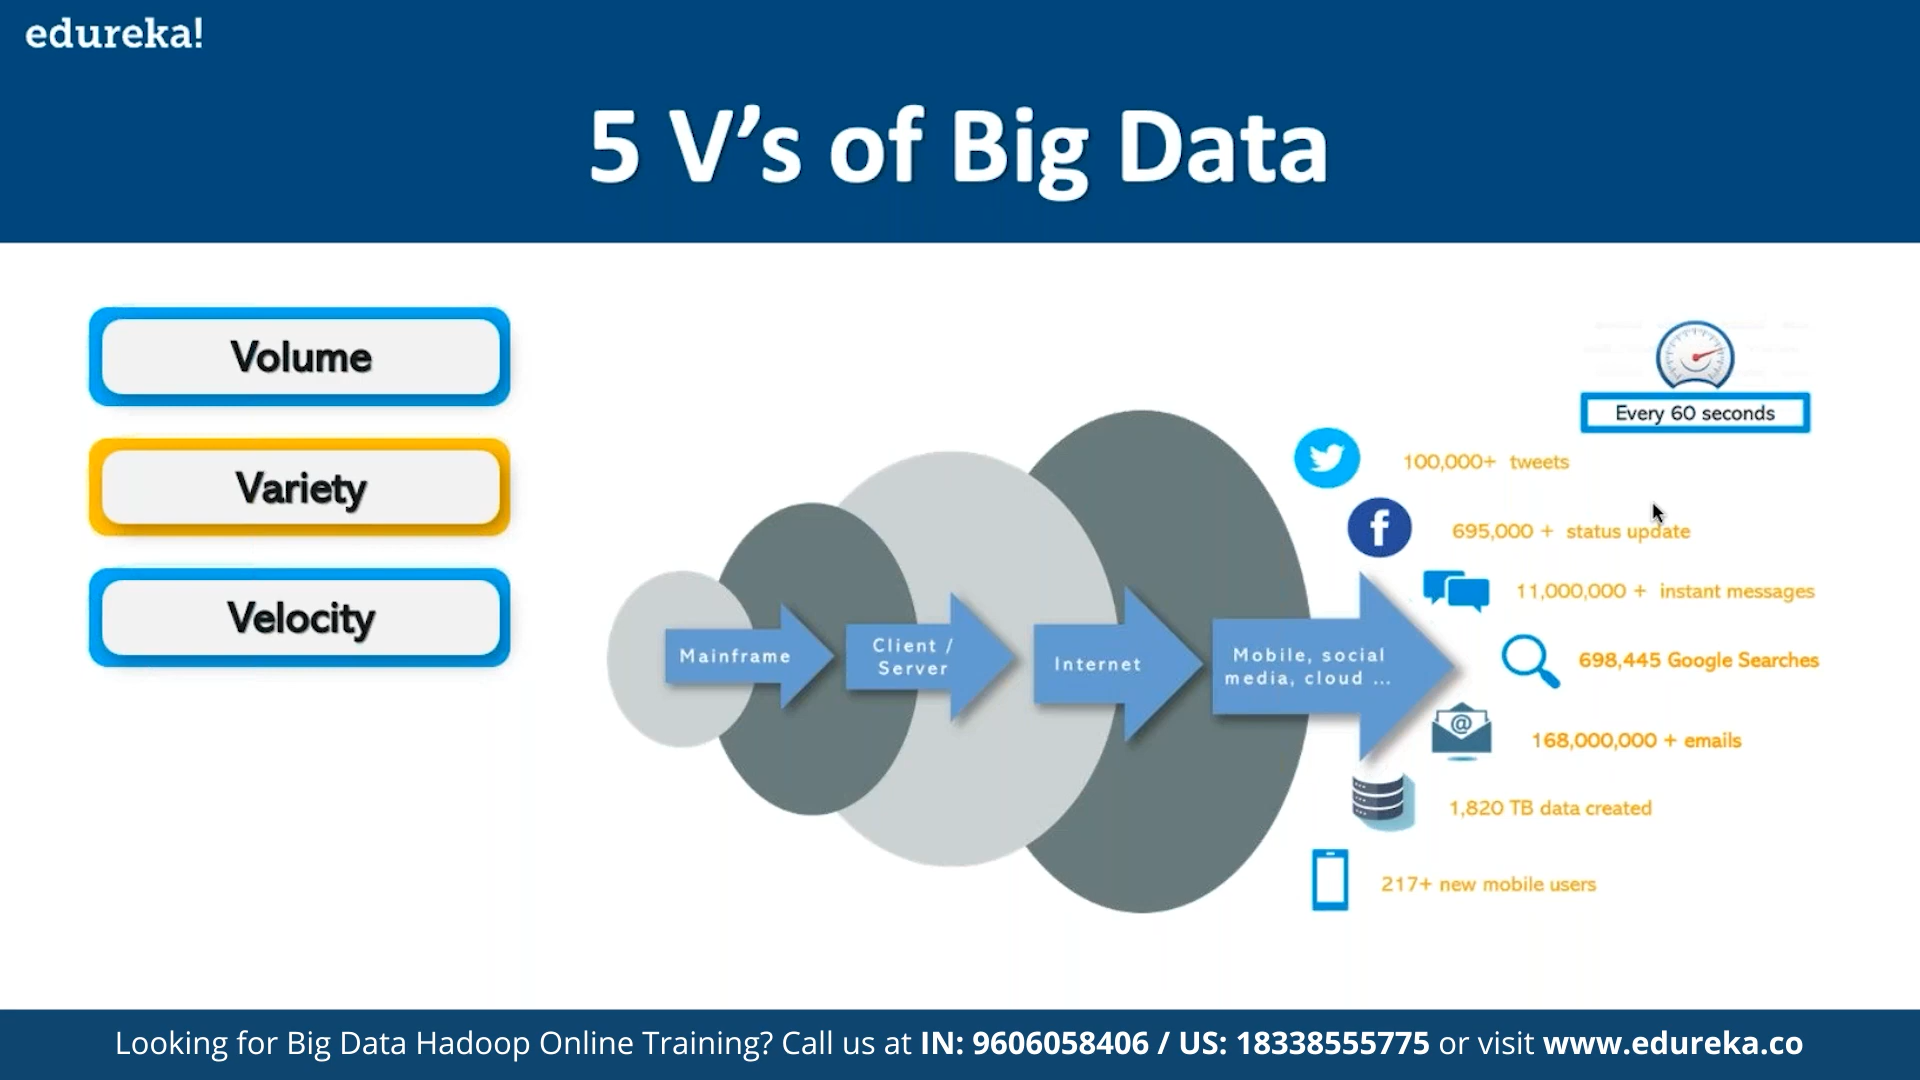 edureka!
5 V’s of Big Data
Volume
Variety
Velocity
Mainframe
Client /
Server
Internet
Mobile, social
media, cloud ...
Every 60 seconds
100,000+ tweets
695,000 + status update
11,000,000 + instant messages
698,445 Google Searches
@
168,000,000 + emails
1,820 TB data created
217+ new mobile users
Looking for Big Data Hadoop Online Training? Call us at IN: 9606058406 / US: 18338555775 or visit www.edureka.co